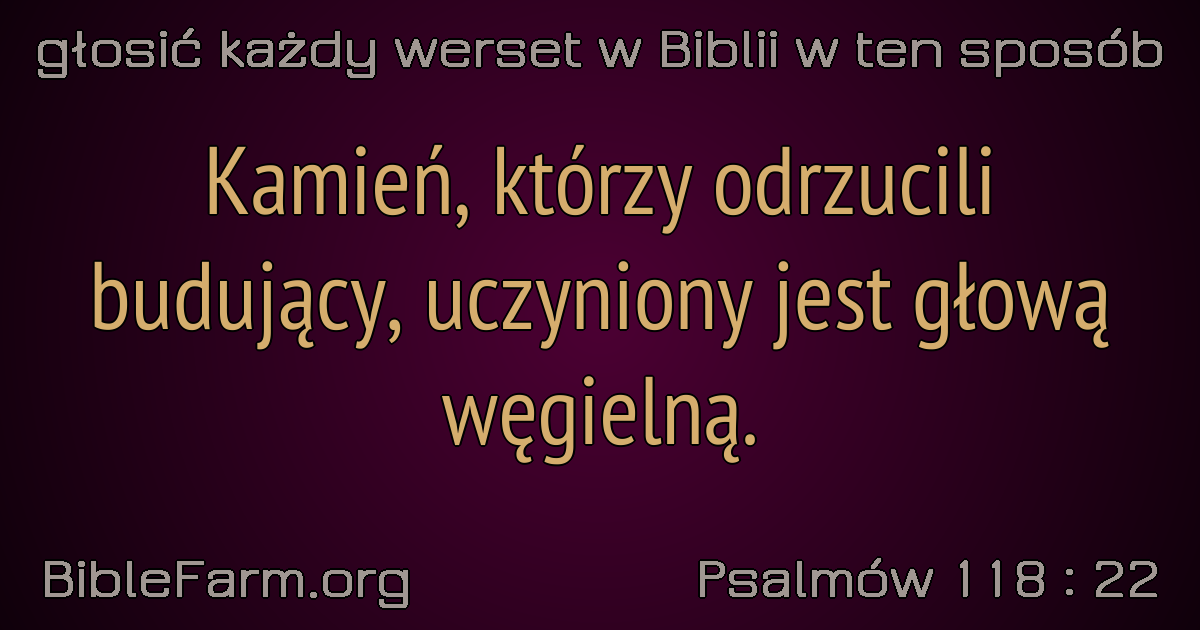 głosić każdy werset w Biblii w ten sposób
Kamień, którzy odrzucili
budujący, uczyniony jest głową
węgielną.
BibleFarm.org
Psalmów 118 : 22